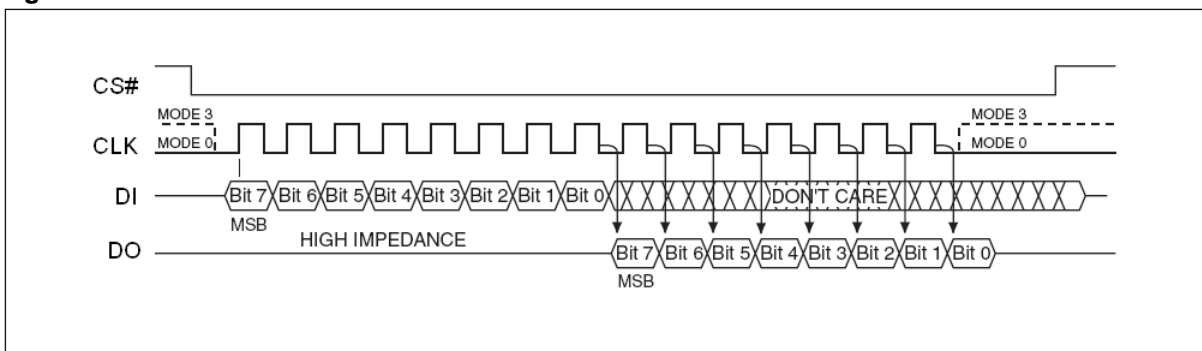 CS#
MODE 3
MODE 3
CLK
MODE 0
MODE 0
DI
Bit 7 Bit 6 Bit 5 Bit 4 Bit 3 Bit 2 Bit 1 Bit 0 DON'T CARE
MSB
HIGH IMPEDANCE
DO
Bit 7 Bit 6 Bit 5 Bit 4 Bit 3 Bit 2 Bit 1 Bit 0
MSB